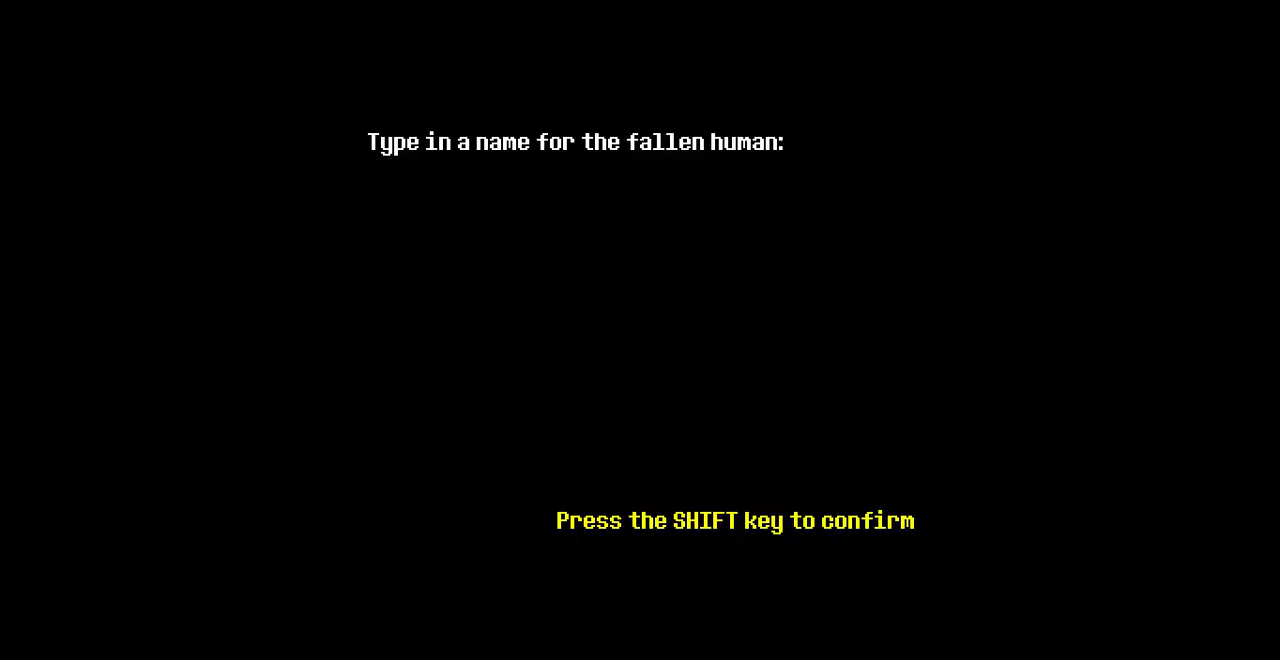 Type in a name for the fallen human:
Press the SHIFT key to confirm